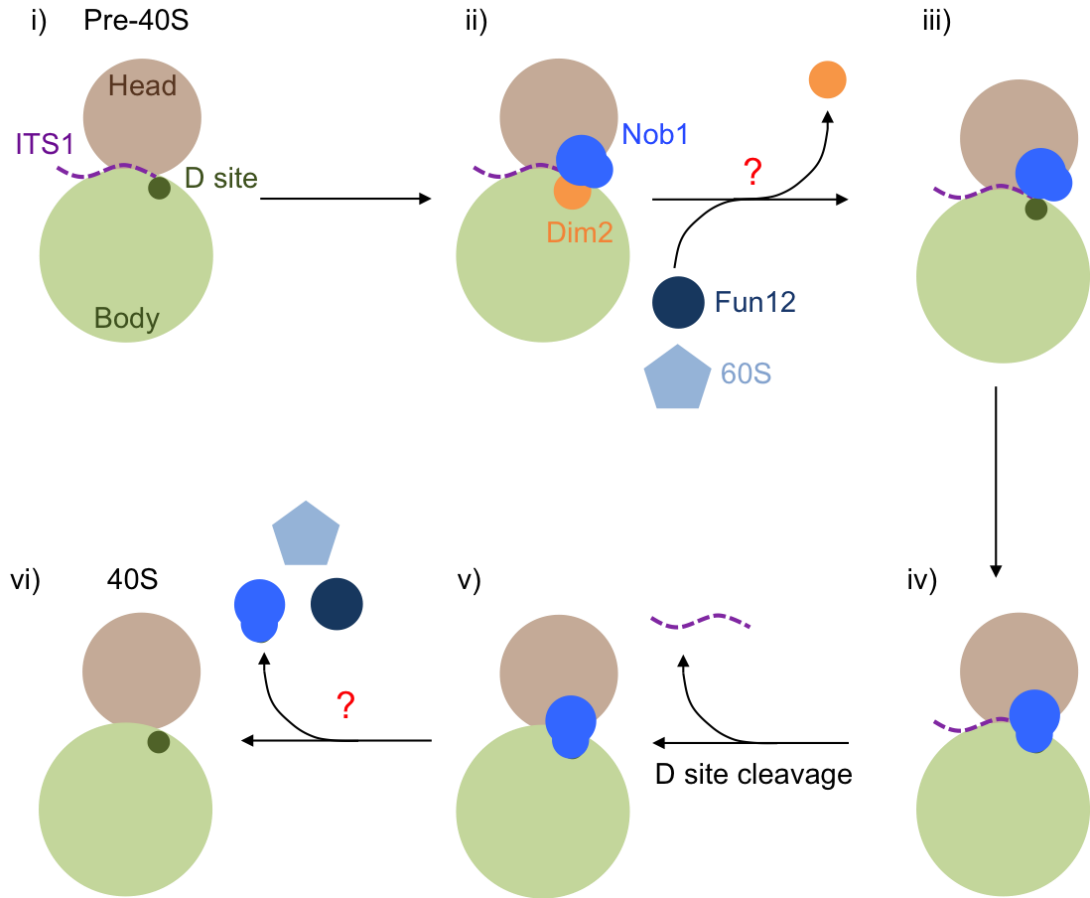 i) Pre-40S
ii)
iii)
Head
Nob1
ITS1
D site
?
Dim2
Fun12
Body
60S
vi) 40S
v)
iv)
?
D site cleavage